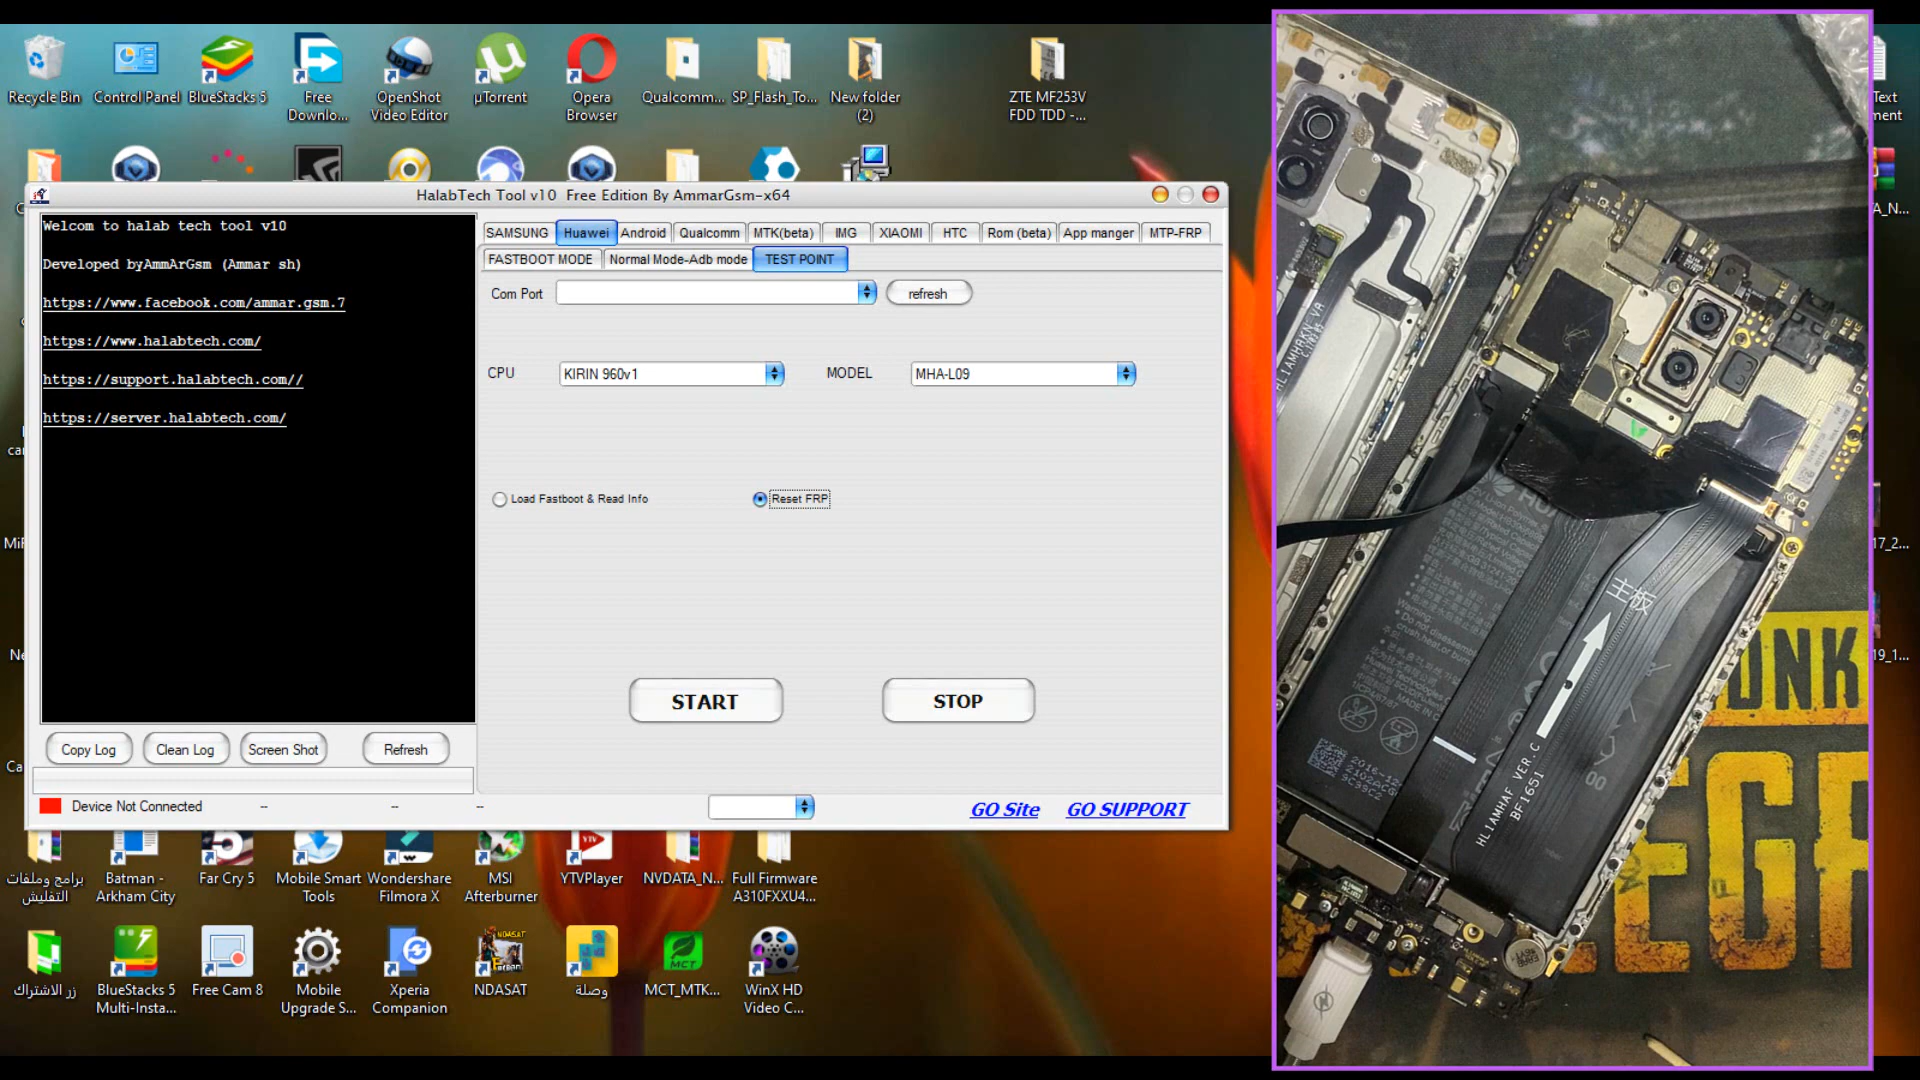 Recycle Bin
Control Panel
BlueStacks 5
Free
Downlo...
OpenShot
Video Editor
µTorrent
Opera
Browser
Qualcomm...
SP_Flash_To...
New folder
(2)
ZTE MF253V
FDD TDD -...
Text
HalabTech Tool v10 Free Edition By AmmarGsm-x64
Welcom to halab tech tool v10
Developed byAmmArGsm (Ammar sh)
https://www.facebook.com/ammar.gsm.7
https://www.halabtech.com/
https://support.halabtech.com//
https://server.halabtech.com/
SAMSUNG
Huawei
Android
Qualcomm
MTK(beta)
IMG
XIAOMI
HTC
Rom (beta)
App manger
MTP-FRP
FASTBOOT MODE
Normal Mode-Adb mode
TEST POINT
Com Port
refresh
CPU
KIRIN 960v1
MODEL
MHA-L09
Load Fastboot & Read Info
Reset FRP
START
STOP
Copy Log
Clean Log
Screen Shot
Refresh
Device Not Connected
--
--
--
GO Site
GO SUPPORT
برامج وملفات
التفليش
Batman -
Arkham City
Far Cry 5
Mobile Smart
Tools
Wondershare
Filmora X
MSI
Afterburner
YTVPlayer
NVDATA_N...
Full Firmware
A310FXXU4...
زر الاشتراك
BlueStacks 5
Multi-Insta...
Free Cam 8
Mobile
Upgrade S...
Xperia
Companion
NDASAT
وصلة
MCT_MTK...
WinX HD
Video C...
主板
HL1AMHAF VER.C
BF1651